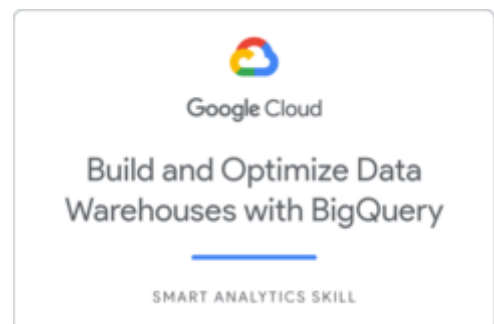 Google Cloud
Build and Optimize Data
Warehouses with BigQuery
SMART ANALYTICS SKILL